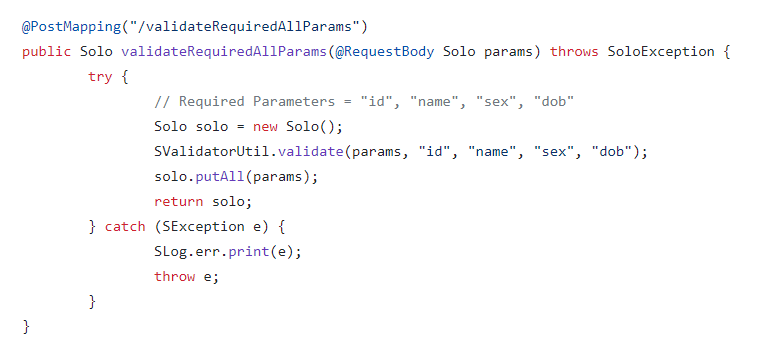 @PostMapping("/validateRequiredAllParams")
public Solo validateRequiredAllParams(@RequestBody Solo params) throws SoloException {
        try {
                // Required Parameters = "id", "name", "sex", "dob"
                Solo solo = new Solo();
                SValidatorUtil.validate(params, "id", "name", "sex", "dob");
                solo.putAll(params);
                return solo;
        } catch (SException e) {
                SLog.err.print(e);
                throw e;
        }
}